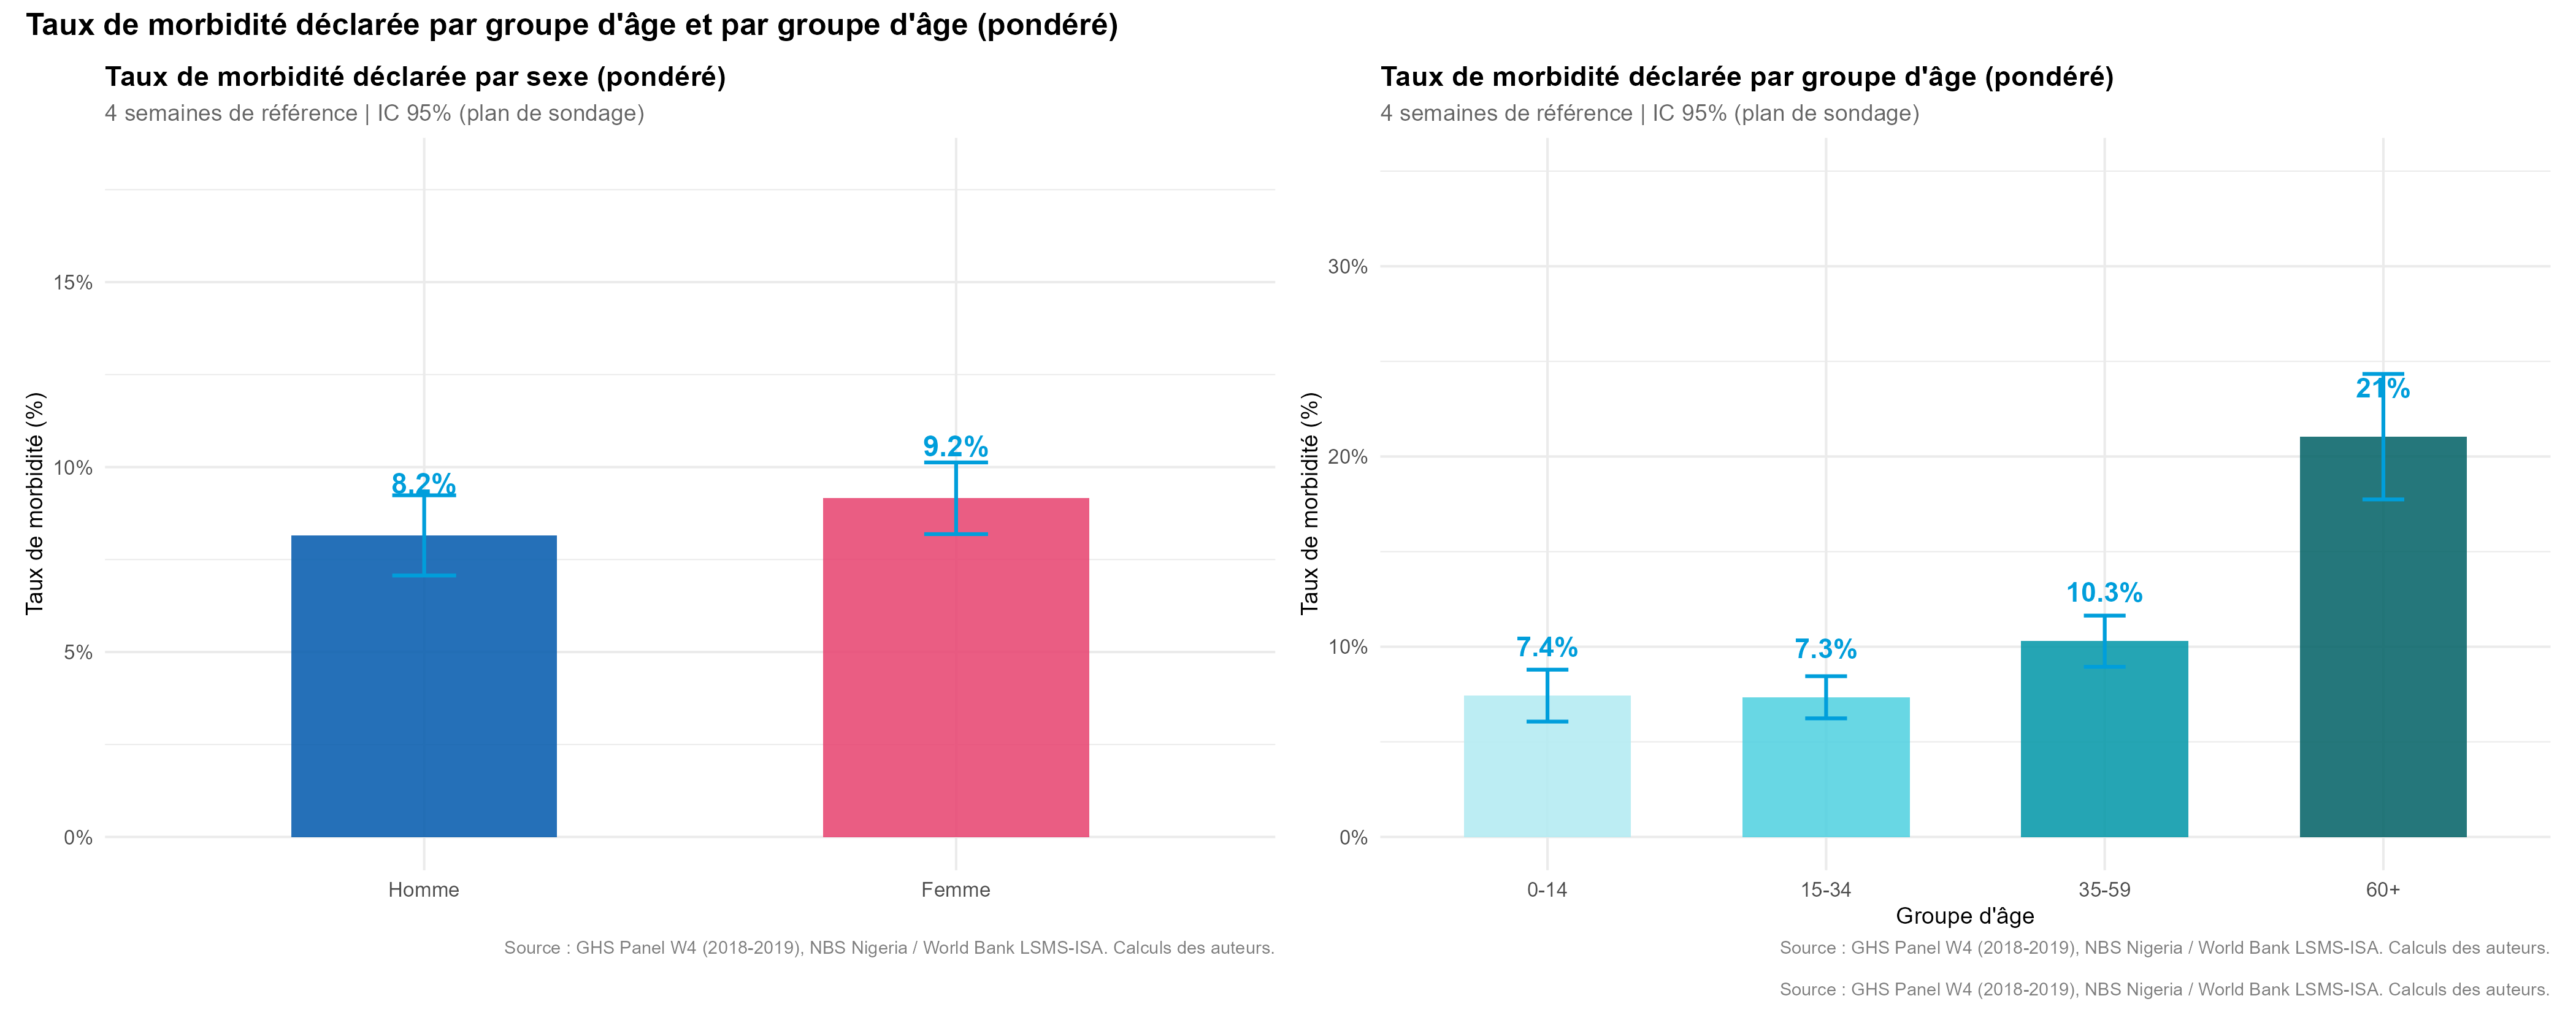 Taux de morbidité déclarée par groupe d'âge et par groupe d'âge (pondéré)
Taux de morbidité déclarée par sexe (pondéré)
4 semaines de référence | IC 95% (plan de sondage)
Taux de morbidité (%)
15%
10%
5%
0%
8.2%
9.2%
Homme
Femme
Source : GHS Panel W4 (2018-2019), NBS Nigeria / World Bank LSMS-ISA. Calculs des auteurs.
Taux de morbidité déclarée par groupe d'âge (pondéré)
4 semaines de référence | IC 95% (plan de sondage)
Taux de morbidité (%)
30%
20%
10%
0%
7.4%
7.3%
10.3%
21%
0-14
15-34
35-59
60+
Groupe d'âge
Source : GHS Panel W4 (2018-2019), NBS Nigeria / World Bank LSMS-ISA. Calculs des auteurs.
Source : GHS Panel W4 (2018-2019), NBS Nigeria / World Bank LSMS-ISA. Calculs des auteurs.